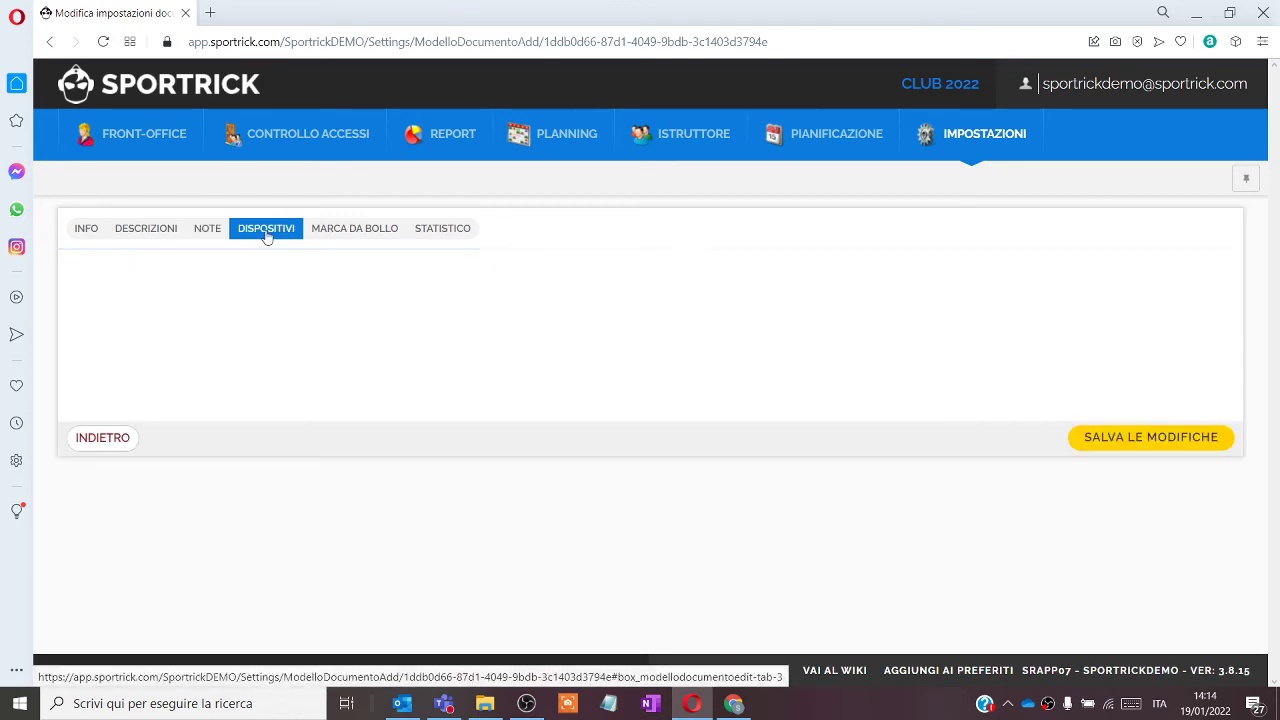 Modifica impostazioni doc
app.sportrick.com/SportrickDEMO/Settings/ModelloDocumentoAdd/1ddb0d66-87d1-4049-9bdb-3c1403d3794e
SPORTRICK
CLUB 2022
sportrickdemo@sportrick.com
FRONT-OFFICE
CONTROLLO ACCESSI
REPORT
PLANNING
ISTRUTTORE
PIANIFICAZIONE
IMPOSTAZIONI
INFO
DESCRIZIONI
NOTE
DISPOSITIVI
MARCA DA BOLLO
STATISTICO
INDIETRO
SALVA LE MODIFICHE
https://app.sportrick.com/SportrickDEMO/Settings/ModelloDocumentoAdd/1ddb0d66-87d1-4049-9bdb-3c1403d3794e#box_modellodocumentoedit-tab-3
VAI AL WIKI
AGGIUNGI AI PREFERITI
SRAPP07 - SPORTRICKDEMO - VER: 3.8.15
Scrivi qui per eseguire la ricerca
ITA
14:14
19/01/2022
27